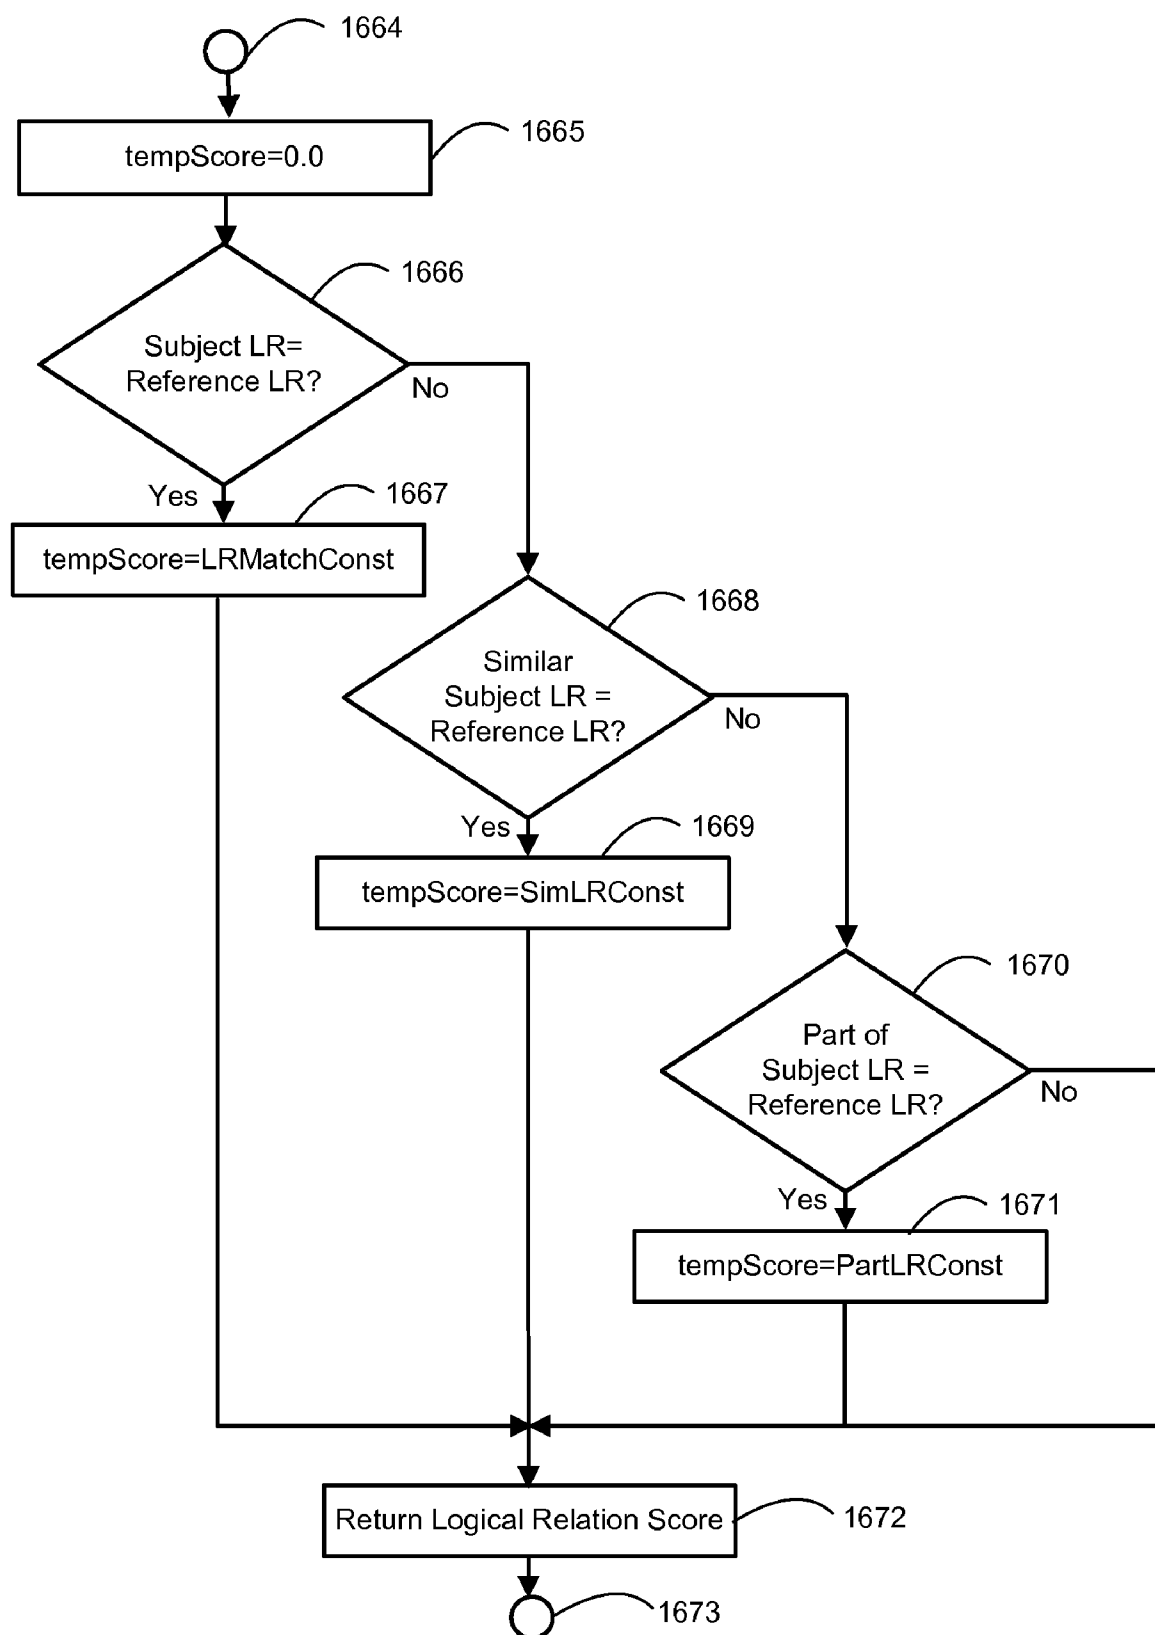 1664
1665
tempScore=0.0
1666
Subject LR=
Reference LR?
No
Yes
1667
tempScore=LRMatchConst
1668
Similar
Subject LR =
Reference LR?
No
Yes
1669
tempScore=SimLRConst
1670
Part of
Subject LR =
Reference LR?
No
Yes
1671
tempScore=PartLRConst
Return Logical Relation Score
1672
1673